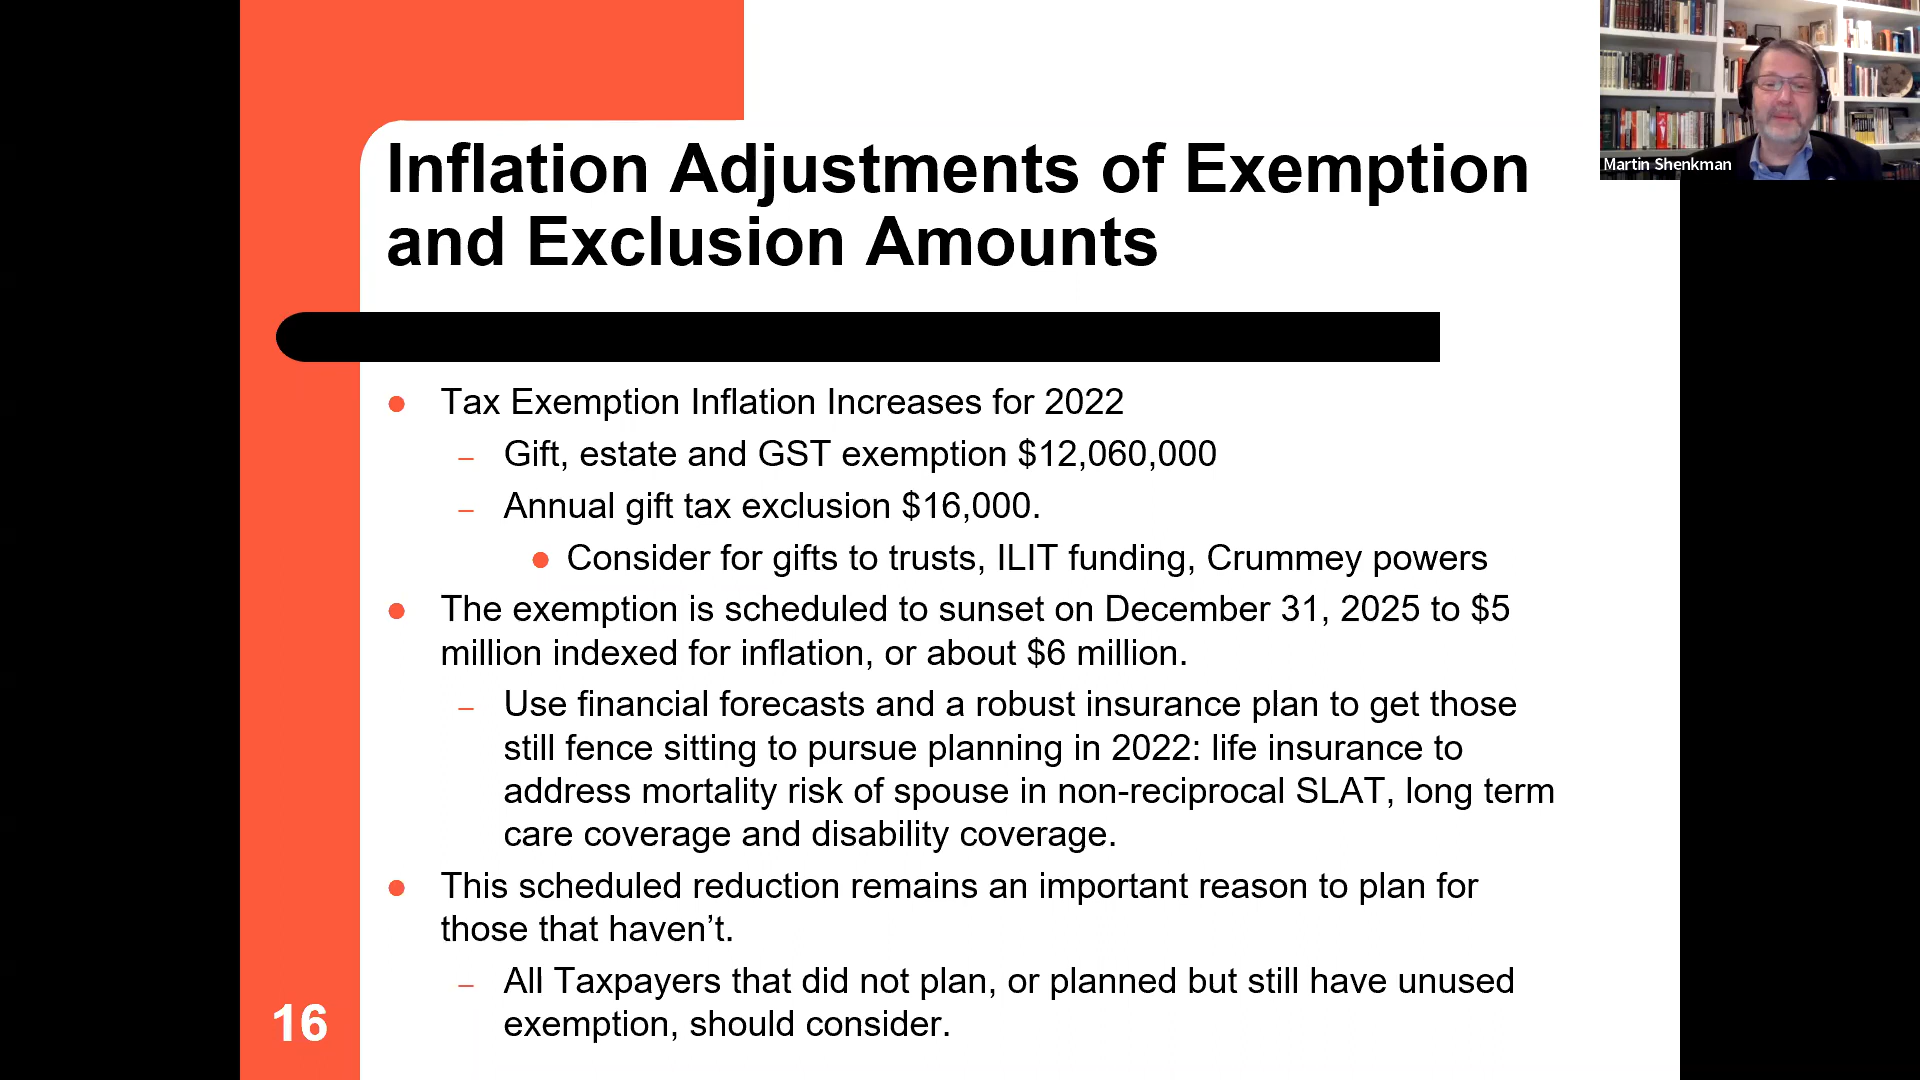 Inflation Adjustments of Exemption
and Exclusion Amounts
Martin Shenkman
● Tax Exemption Inflation Increases for 2022
– Gift, estate and GST exemption $12,060,000
– Annual gift tax exclusion $16,000.
● Consider for gifts to trusts, ILIT funding, Crummey powers
● The exemption is scheduled to sunset on December 31, 2025 to $5
million indexed for inflation, or about $6 million.
– Use financial forecasts and a robust insurance plan to get those
still fence sitting to pursue planning in 2022: life insurance to
address mortality risk of spouse in non-reciprocal SLAT, long term
care coverage and disability coverage.
● This scheduled reduction remains an important reason to plan for
those that haven’t.
– All Taxpayers that did not plan, or planned but still have unused
exemption, should consider.
16